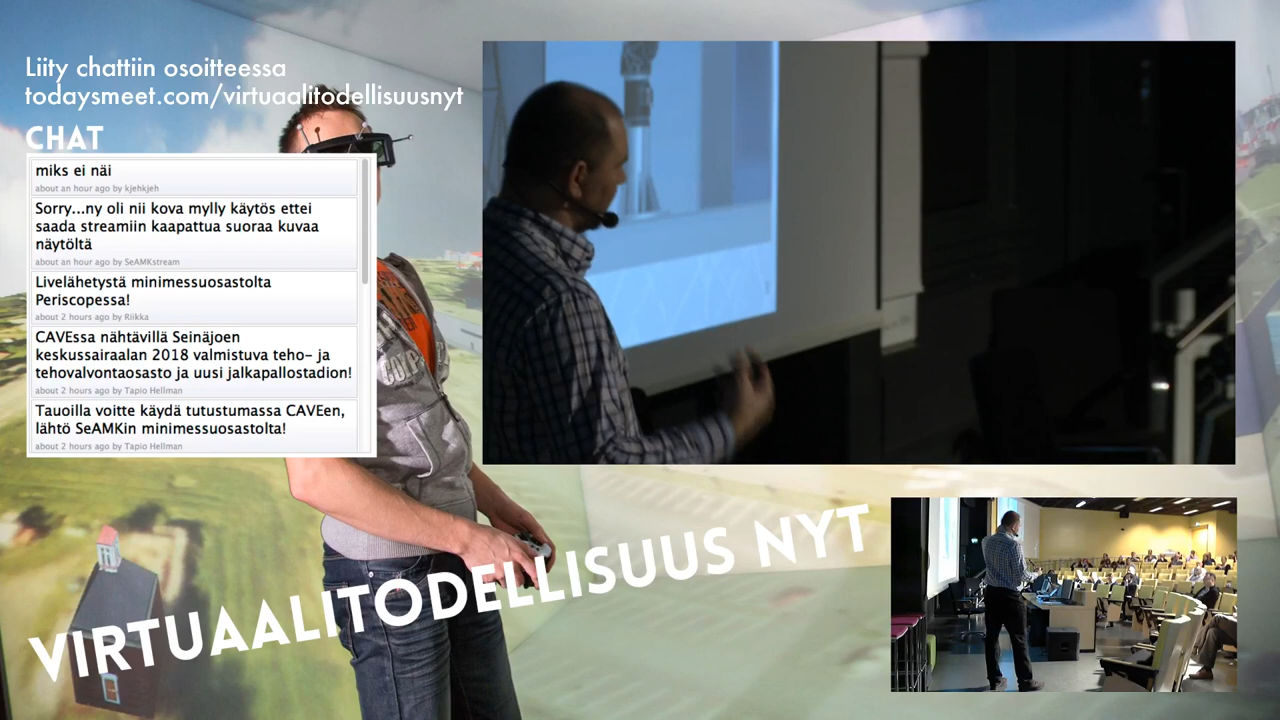 Liity chattiin osoitteessa
todaysmeet.com/virtuaalitodellisuusnyt
CHAT
miks ei näi
about an hour ago by kjehkjeh
Sorry...ny oli nii kova mylly käytös ettei
saada streamiin kaapattua suoraa kuvaa
näytöltä
about an hour ago by SeAMKstream
Livelähetystä minimessuosastolta
Periscopessa!
about 2 hours ago by Riikka
CAVEssa nähtävillä Seinäjoen
keskussairaalan 2018 valmistuva teho- ja
tehovalvontaosasto ja uusi jalkapallostadion!
about 2 hours ago by Tapio Hellman
Tauoilla voitte käydä tutustumassa CAVEen,
lähtö SeAMKin minimessuosastolta!
about 2 hours ago by Tapio Hellman
VIRTUAALITODELLISUUS NYT